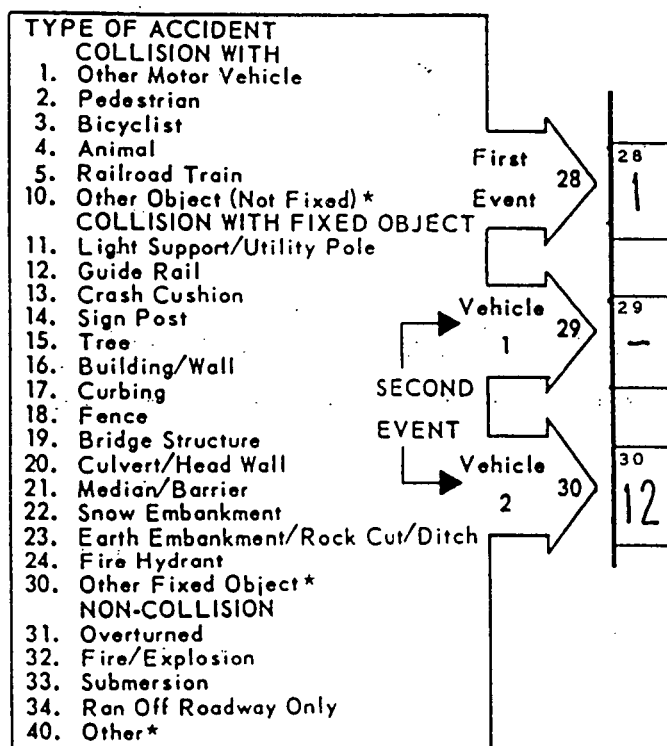 TYPE OF ACCIDENT
COLLISION WITH
1. Other Motor Vehicle
2. Pedestrian
3. Bicyclist
4. Animal
5. Railroad Train
10. Other Object (Not Fixed)*
COLLISION WITH FIXED OBJECT
11. Light Support/Utility Pole
12. Guide Rail
13. Crash Cushion
14. Sign Post
15. Tree
16. Building/Wall
17. Curbing
18. Fence
19. Bridge Structure
20. Culvert/Head Wall
21. Median/Barrier
22. Snow Embankment
23. Earth Embankment/Rock Cut/Ditch
24. Fire Hydrant
30. Other Fixed Object*
NON-COLLISION
31. Overturned
32. Fire/Explosion
33. Submersion
34. Ran Off Roadway Only
40. Other*
First
Event
28
28
1
SECOND
EVENT
Vehicle
1
29
29
-
Vehicle
2
30
30
12